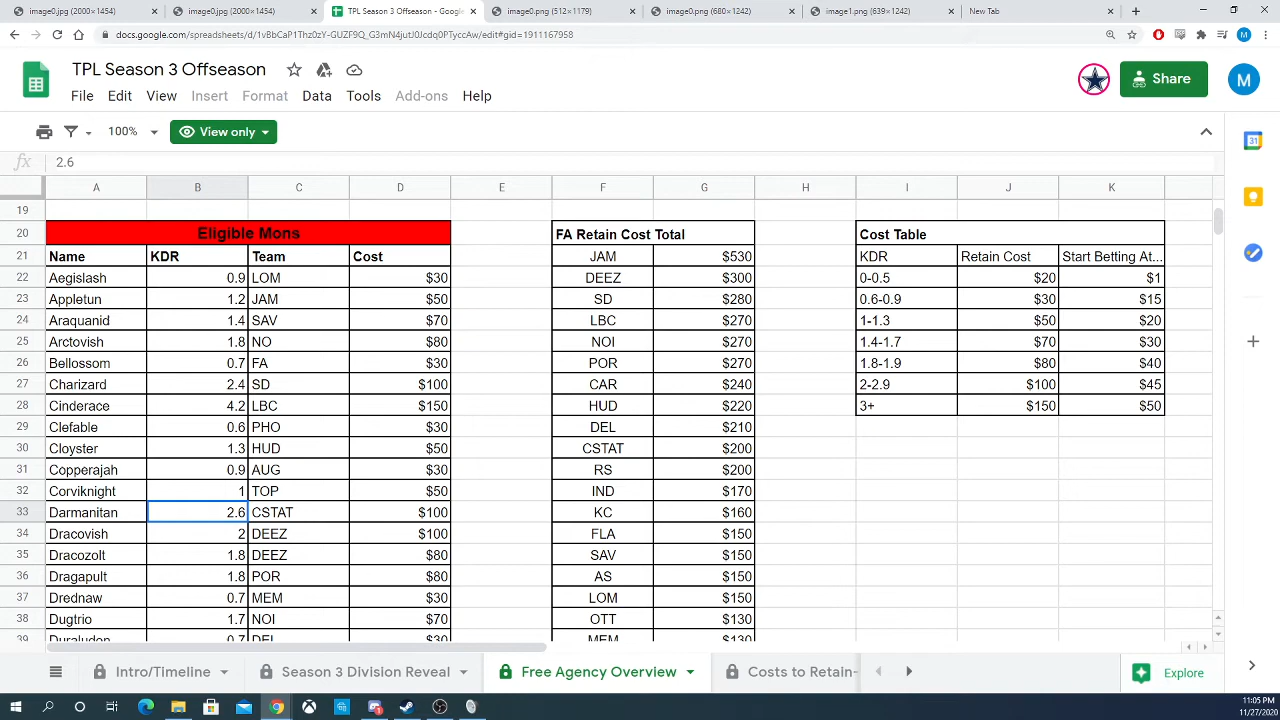 image0.jpg (2000×1454) image0.jpg (2000×1454) TPL Season 3 Offseason - Google image0.png (512×1179) image0.png (680×1242) image1.png (639×1242) New Tab
docs.google.com/spreadsheets/d/1vBbCaP1Thz0zY-GUZF9Q_G3mN4jutJ0Jcdq0PTyccAw/edit#gid=1911167958
TPL Season 3 Offseason
Share M
File Edit View Insert Format Data Tools Add-ons Help
100% View only
fx 2.6
A B C D E F G H I J K
19
20 Eligible Mons FA Retain Cost Total Cost Table
21 Name KDR Team Cost JAM $530 KDR Retain Cost Start Betting At...
22 Aegislash 0.9 LOM $30 DEEZ $300 0-0.5 $20 $1
23 Appletun 1.2 JAM $50 SD $280 0.6-0.9 $30 $15
24 Araquanid 1.4 SAV $70 LBC $270 1-1.3 $50 $20
25 Arctovish 1.8 NO $80 NOI $270 1.4-1.7 $70 $30
26 Bellossom 0.7 FA $30 POR $270 1.8-1.9 $80 $40
27 Charizard 2.4 SD $100 CAR $240 2-2.9 $100 $45
28 Cinderace 4.2 LBC $150 HUD $220 3+ $150 $50
29 Clefable 0.6 PHO $30 DEL $210
30 Cloyster 1.3 HUD $50 CSTAT $200
31 Copperajah 0.9 AUG $30 RS $200
32 Corviknight 1 TOP $50 IND $170
33 Darmanitan 2.6 CSTAT $100 KC $160
34 Dracovish 2 DEEZ $100 FLA $150
35 Dracozolt 1.8 DEEZ $80 SAV $150
36 Dragapult 1.8 POR $80 AS $150
37 Drednaw 0.7 MEM $30 LOM $150
38 Dugtrio 1.7 NOI $70 OTT $130
39 Duraludon 0.7 DEL $30 MEM $130
Intro/Timeline Season 3 Division Reveal Free Agency Overview Costs to Retain- Explore
11:05 PM
11/27/2020